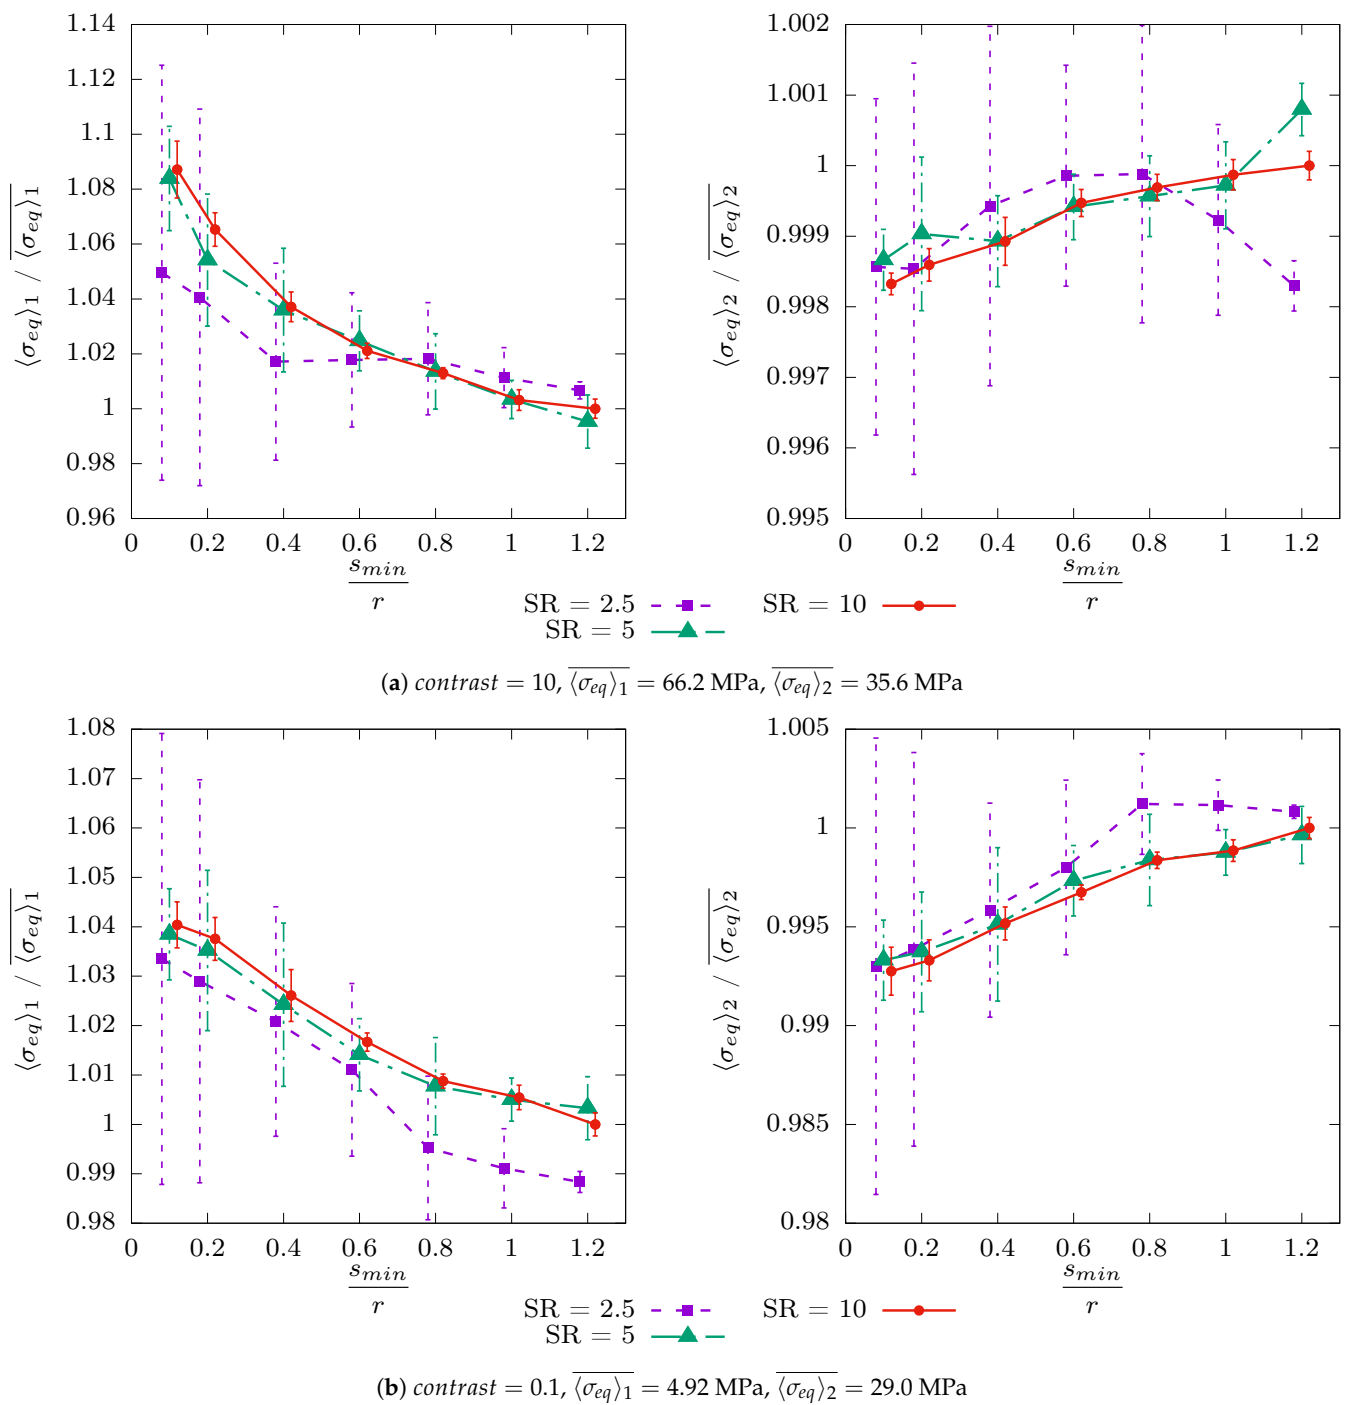 1.14
1.12
1.1
1.08
1.06
1.04
1.02
1
0.98
0.96
0 0.2 0.4 0.6 0.8 1 1.2
⟨σeq⟩1 / ⟨σeq⟩1
smin
r
1.002
1.001
1
0.999
0.998
0.997
0.996
0.995
0 0.2 0.4 0.6 0.8 1 1.2
⟨σeq⟩2 / ⟨σeq⟩2
smin
r
SR = 2.5
SR = 5
SR = 10
(a) contrast = 10, ⟨σeq⟩1 = 66.2 MPa, ⟨σeq⟩2 = 35.6 MPa
1.08
1.07
1.06
1.05
1.04
1.03
1.02
1.01
1
0.99
0.98
0 0.2 0.4 0.6 0.8 1 1.2
⟨σeq⟩1 / ⟨σeq⟩1
smin
r
1.005
1
0.995
0.99
0.985
0.98
0 0.2 0.4 0.6 0.8 1 1.2
⟨σeq⟩2 / ⟨σeq⟩2
smin
r
SR = 2.5
SR = 5
SR = 10
(b) contrast = 0.1, ⟨σeq⟩1 = 4.92 MPa, ⟨σeq⟩2 = 29.0 MPa